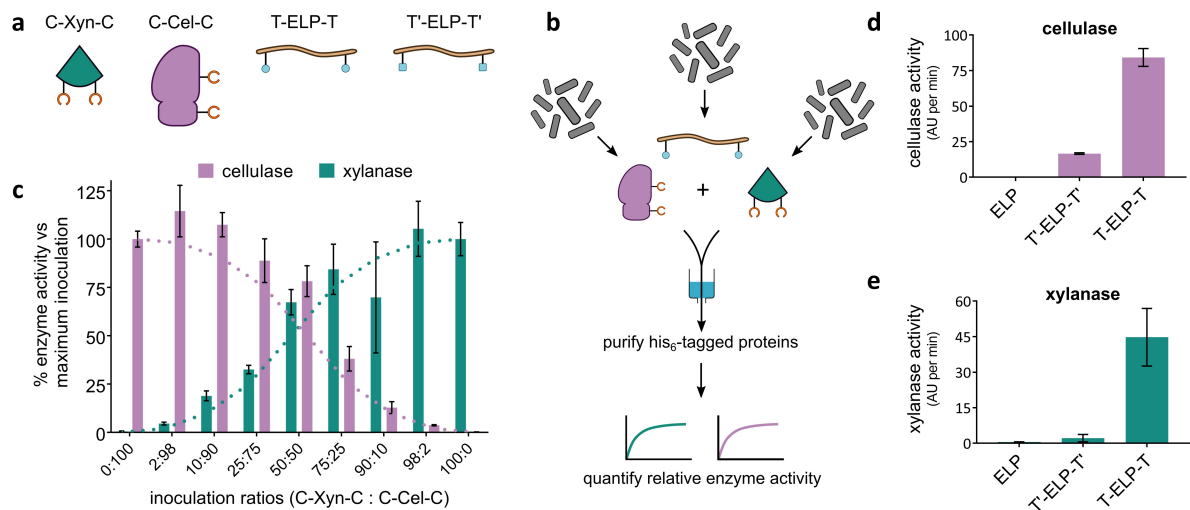 a
C-Xyn-C
C-Cel-C
T-ELP-T
T'-ELP-T'
b
purify his6-tagged proteins
quantify relative enzyme activity
c
cellulase
xylanase
% enzyme activity vs
maximum inoculation
125
100
75
50
25
0
0:100
2:98
10:90
25:75
50:50
75:25
90:10
98:2
100:0
inoculation ratios (C-Xyn-C : C-Cel-C)
+
d
cellulase
cellulase activity
(AU per min)
100
75
50
25
0
ELP
T'-ELP-T'
T-ELP-T
e
xylanase
xylanase activity
(AU per min)
60
45
30
15
0
ELP
T'-ELP-T'
T-ELP-T